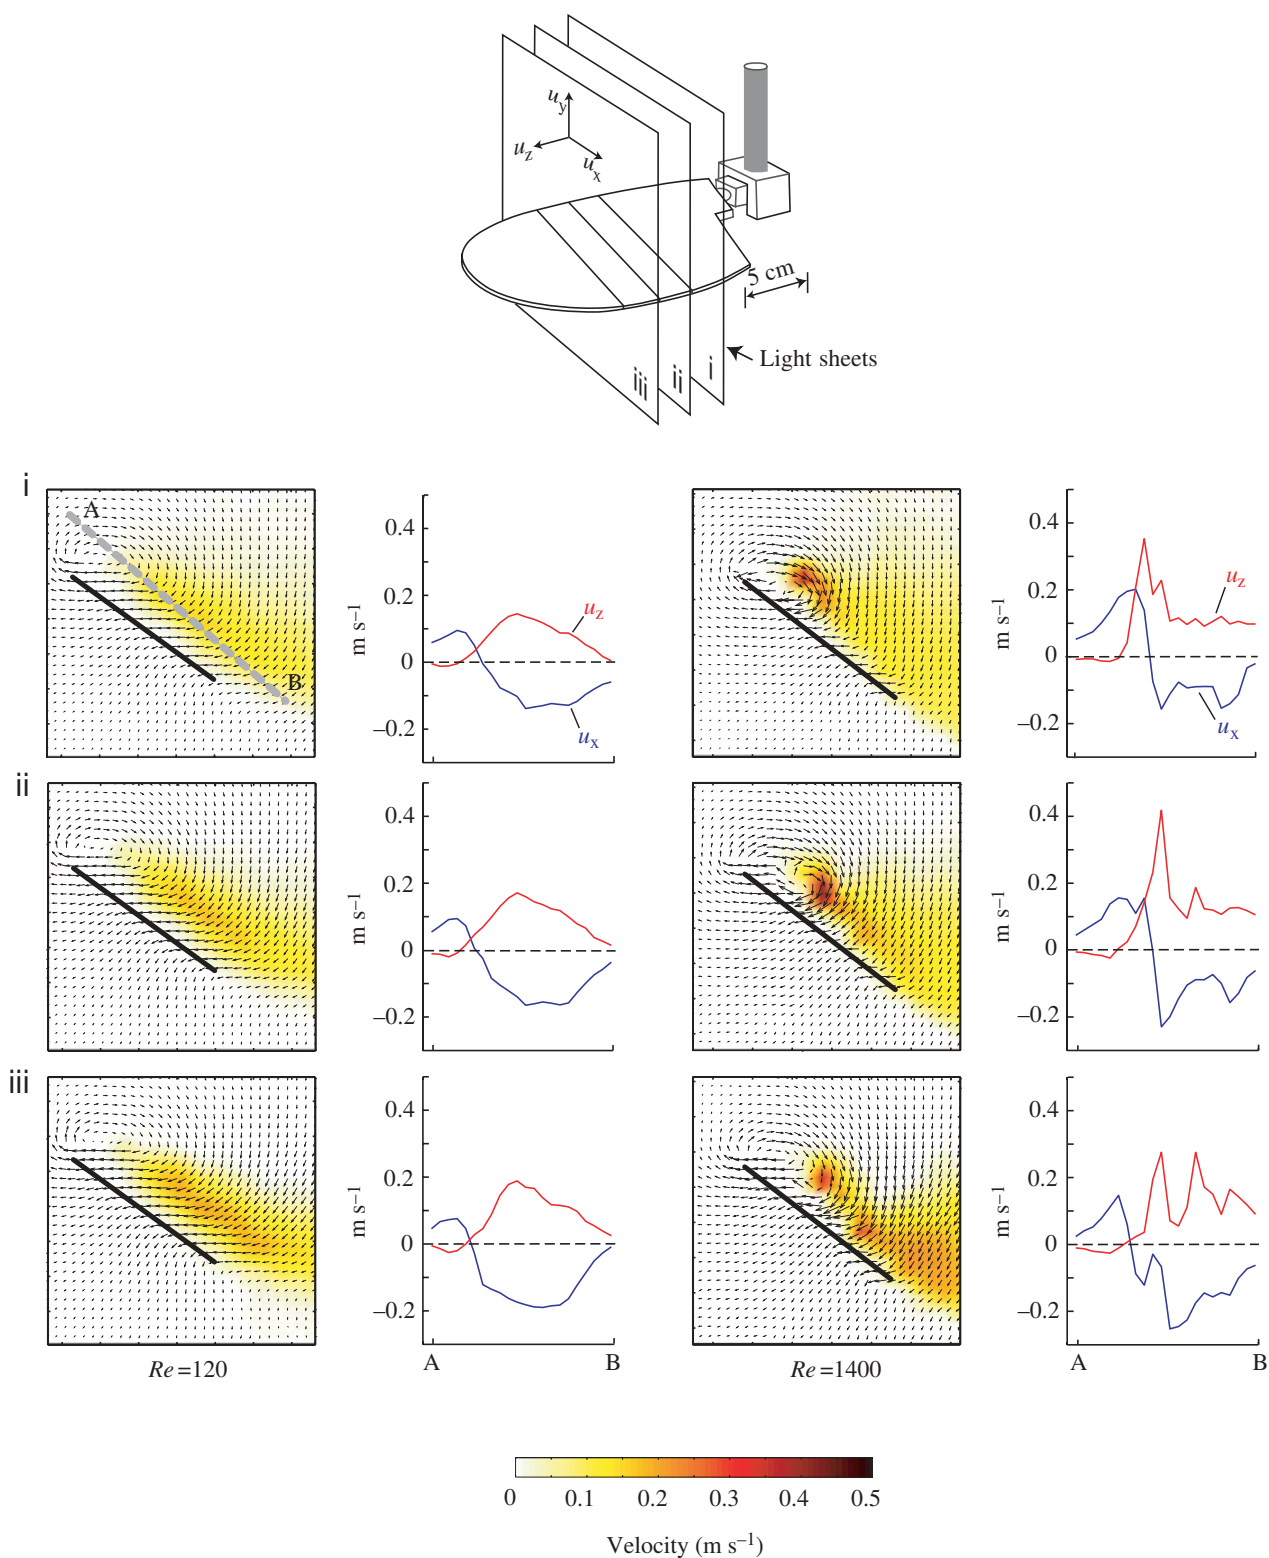 u_y
u_z
u_x
5 cm
Light sheets
iii ii i
i
A
B
m s⁻¹
0.4
0.2
0
–0.2
u_z
u_x
m s⁻¹
0.4
0.2
0
–0.2
u_z
u_x
ii
m s⁻¹
0.4
0.2
0
–0.2
m s⁻¹
0.4
0.2
0
–0.2
iii
m s⁻¹
0.4
0.2
0
–0.2
A B
m s⁻¹
0.4
0.2
0
–0.2
A B
Re=120
Re=1400
0 0.1 0.2 0.3 0.4 0.5
Velocity (m s⁻¹)